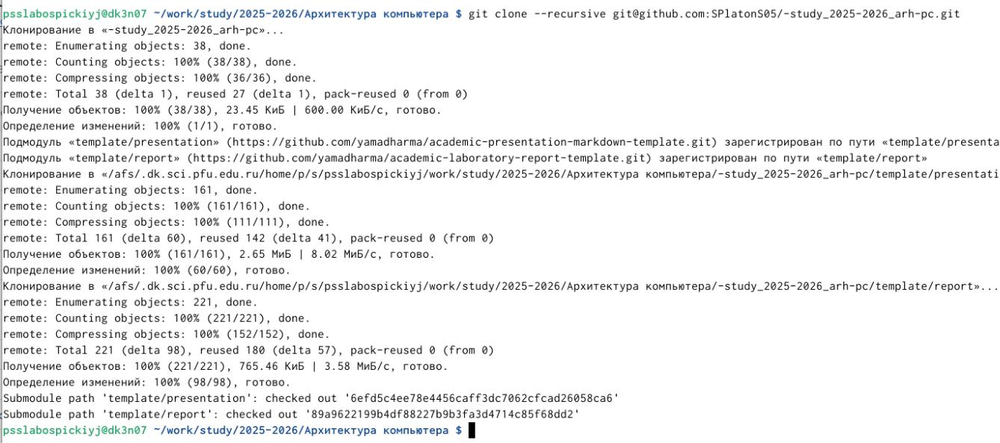 psslabospickiyj@dk3n07 ~/work/study/2025-2026/Архитектура компьютера $ git clone --recursive git@github.com:SPlatonS05/-study_2025-2026_arh-pc.git
Клонирование в «-study_2025-2026_arh-pc»...
remote: Enumerating objects: 38, done.
remote: Counting objects: 100% (38/38), done.
remote: Compressing objects: 100% (36/36), done.
remote: Total 38 (delta 1), reused 27 (delta 1), pack-reused 0 (from 0)
Получение объектов: 100% (38/38), 23.45 КиБ | 600.00 КиБ/с, готово.
Определение изменений: 100% (1/1), готово.
Подмодуль «template/presentation» (https://github.com/yamadharma/academic-presentation-markdown-template.git) зарегистрирован по пути «template/presenta
Подмодуль «template/report» (https://github.com/yamadharma/academic-laboratory-report-template.git) зарегистрирован по пути «template/report»
Клонирование в «/afs/.dk.sci.pfu.edu.ru/home/p/s/psslabospickiyj/work/study/2025-2026/Архитектура компьютера/-study_2025-2026_arh-pc/template/presentati
remote: Enumerating objects: 161, done.
remote: Counting objects: 100% (161/161), done.
remote: Compressing objects: 100% (111/111), done.
remote: Total 161 (delta 60), reused 142 (delta 41), pack-reused 0 (from 0)
Получение объектов: 100% (161/161), 2.65 МиБ | 8.02 МиБ/с, готово.
Определение изменений: 100% (60/60), готово.
Клонирование в «/afs/.dk.sci.pfu.edu.ru/home/p/s/psslabospickiyj/work/study/2025-2026/Архитектура компьютера/-study_2025-2026_arh-pc/template/report»...
remote: Enumerating objects: 221, done.
remote: Counting objects: 100% (221/221), done.
remote: Compressing objects: 100% (152/152), done.
remote: Total 221 (delta 98), reused 180 (delta 57), pack-reused 0 (from 0)
Получение объектов: 100% (221/221), 765.46 КиБ | 3.58 МиБ/с, готово.
Определение изменений: 100% (98/98), готово.
Submodule path 'template/presentation': checked out '6efd5c4ee78e4456caff3dc7062cfcad26058ca6'
Submodule path 'template/report': checked out '89a9622199b4df88227b9b3fa3d4714c85f68dd2'
psslabospickiyj@dk3n07 ~/work/study/2025-2026/Архитектура компьютера $